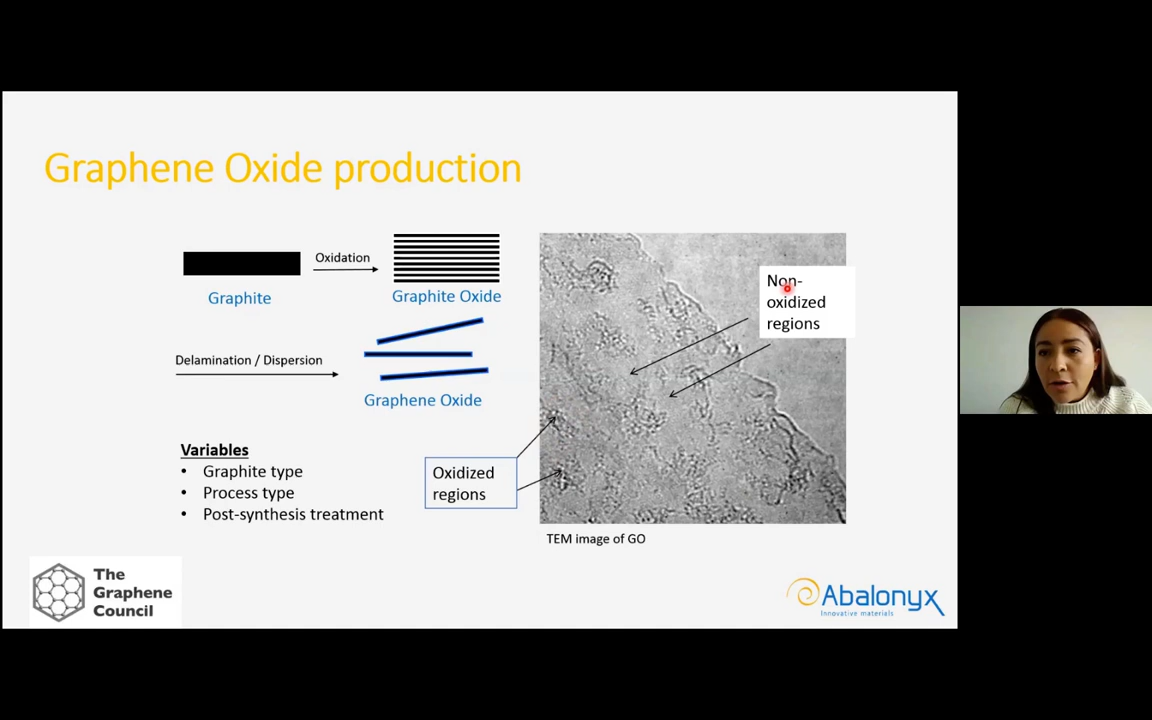 Graphene Oxide production
Oxidation
Graphite
Graphite Oxide
Delamination / Dispersion
Graphene Oxide
Variables
• Graphite type
• Process type
• Post-synthesis treatment
Non-
oxidized
regions
Oxidized
regions
TEM image of GO
The
Graphene
Council
Abalonyx
Innovative materials